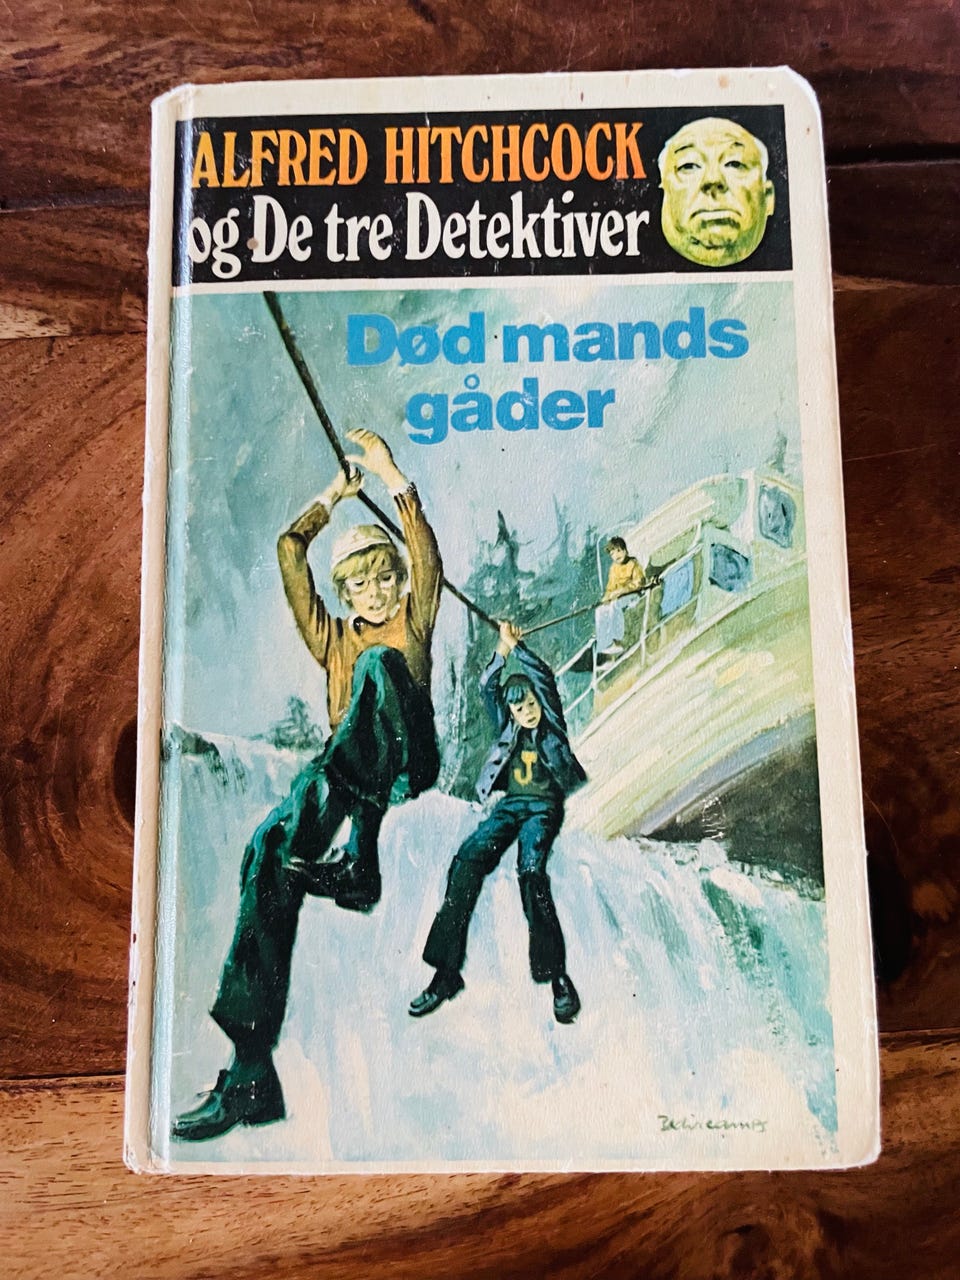 ALFRED HITCHCOCK
og De tre Detektiver
Død mands
gåder
J